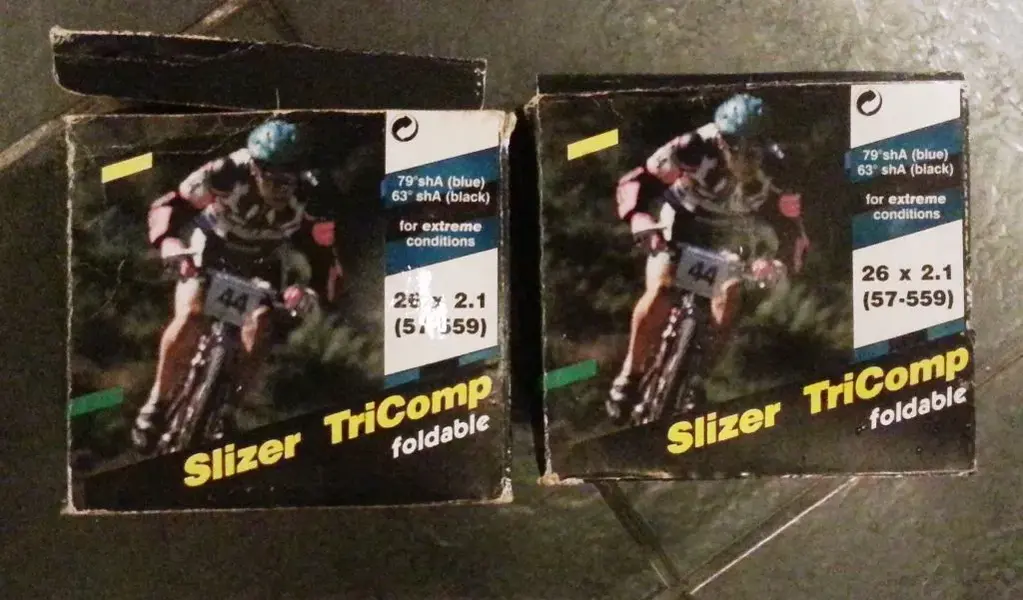 79°shA (blue)
63° shA (black)
for extreme
conditions
26 x 2.1
(57-559)
44
Slizer TriComp
foldable
79°shA (blue)
63° shA (black)
for extreme
conditions
26 x 2.1
(57-559)
44
Slizer TriComp
foldable